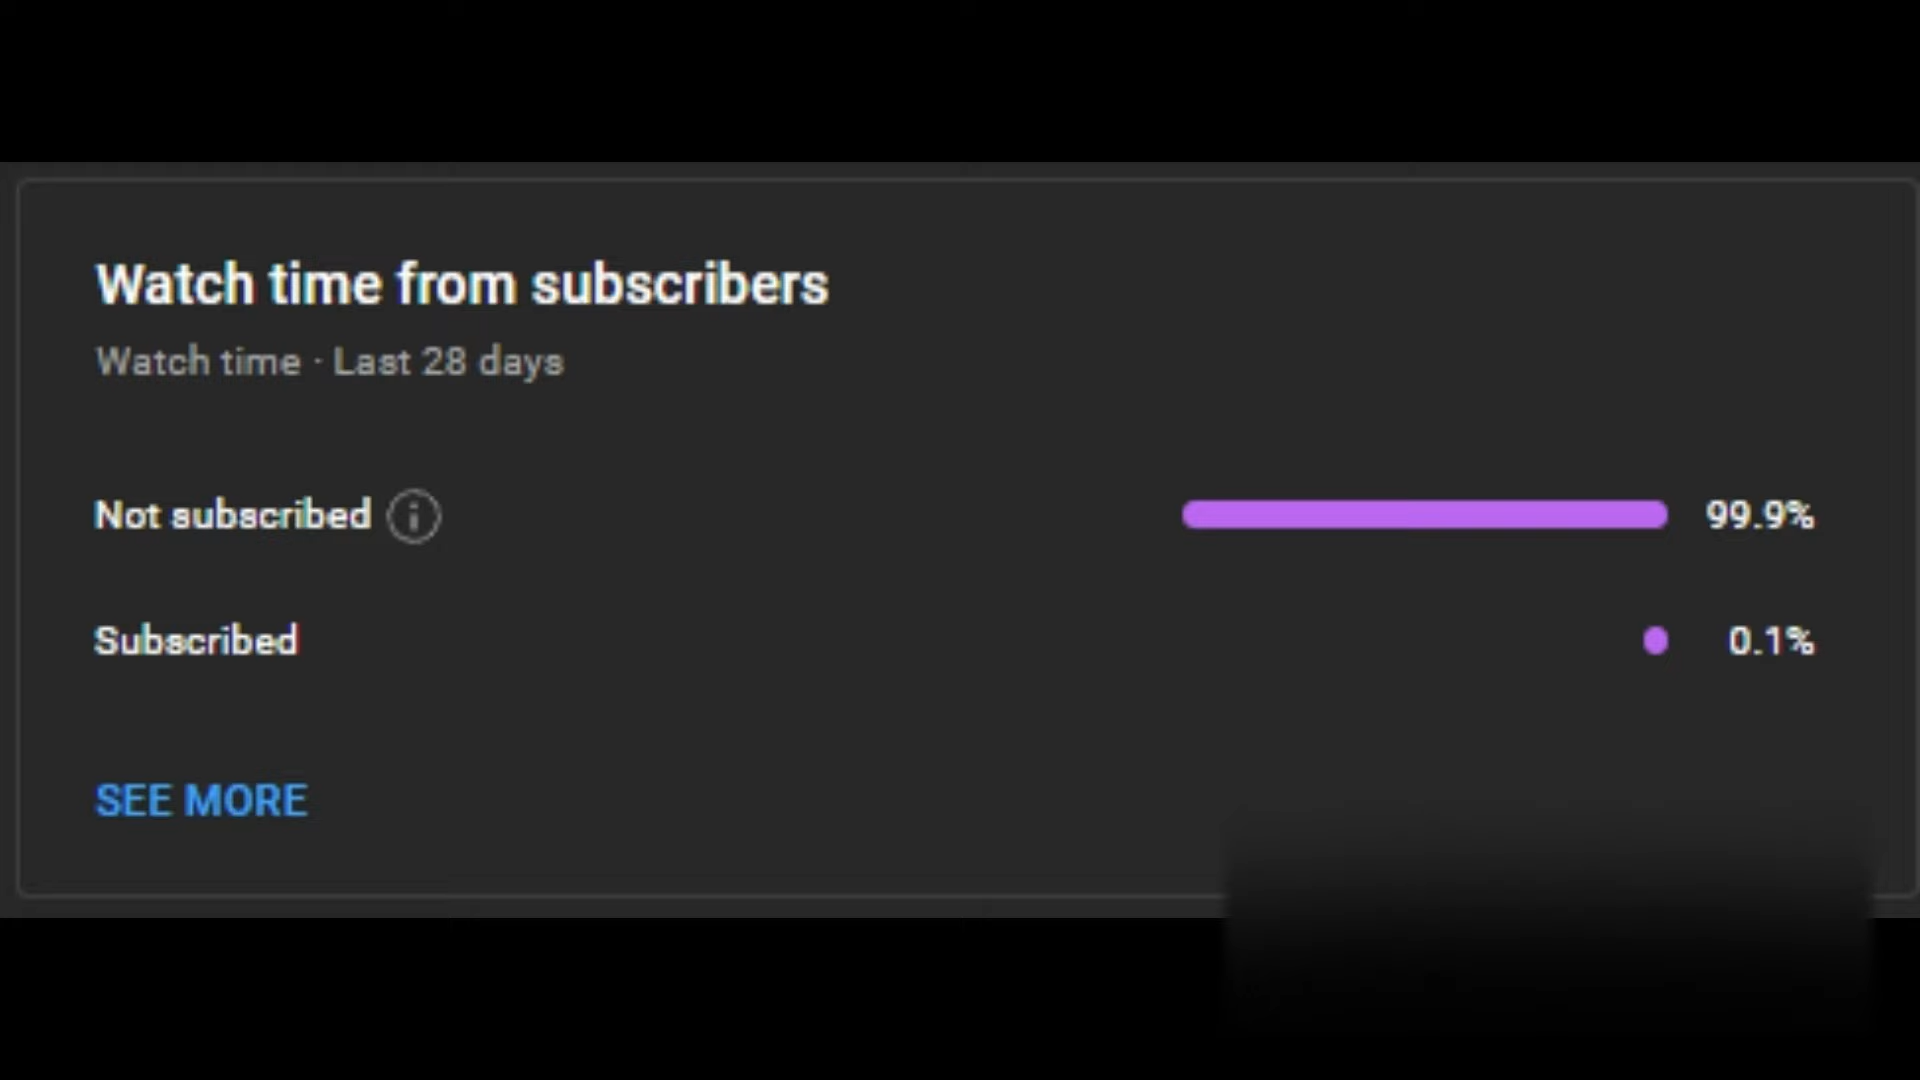 Watch time from subscribers
Watch time · Last 28 days
Not subscribed 99.9%
Subscribed 0.1%
SEE MORE